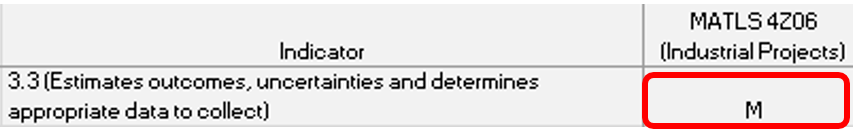 MATLS 4Z06
Indicator (Industrial Projects)
3.3 (Estimates outcomes, uncertainties and determines
appropriate data to collect) M